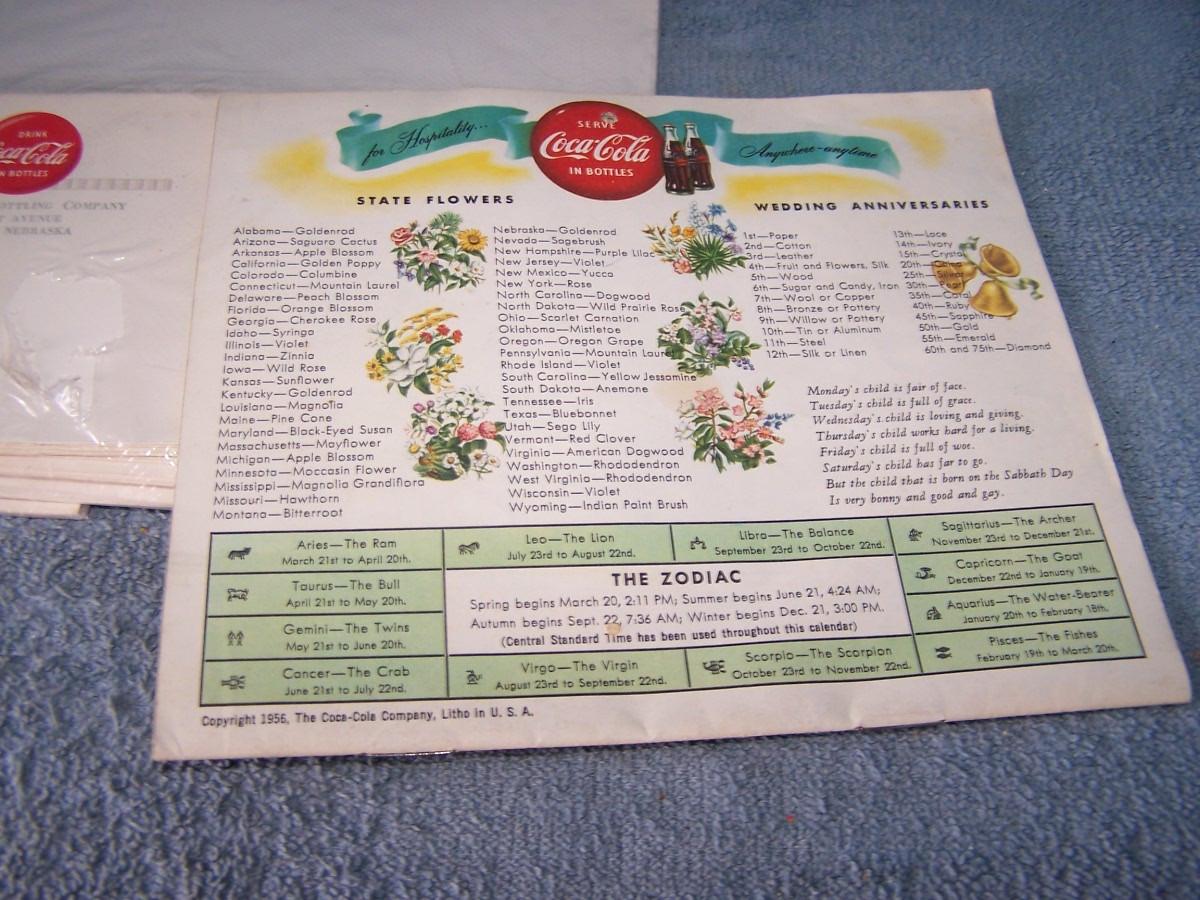 DRINK
Coca-Cola
IN BOTTLES
BOTTLING COMPANY
AVENUE
NEBRASKA
for Hospitality...
SERVE
Coca-Cola
IN BOTTLES
Anywhere-anytime
STATE FLOWERS
Alabama—Goldenrod
Arizona—Saguaro Cactus
Arkansas—Apple Blossom
California—Golden Poppy
Colorado—Columbine
Connecticut—Mountain Laurel
Delaware—Peach Blossom
Florida—Orange Blossom
Georgia—Cherokee Rose
Idaho—Syringa
Illinois—Violet
Indiana—Zinnia
Iowa—Wild Rose
Kansas—Sunflower
Kentucky—Goldenrod
Louisiana—Magnolia
Maine—Pine Cone
Maryland—Black-Eyed Susan
Massachusetts—Mayflower
Michigan—Apple Blossom
Minnesota—Moccasin Flower
Mississippi—Magnolia Grandiflora
Missouri—Hawthorn
Montana—Bitterroot
Nebraska—Goldenrod
Nevada—Sagebrush
New Hampshire—Purple Lilac
New Jersey—Violet
New Mexico—Yucca
New York—Rose
North Carolina—Dogwood
North Dakota—Wild Prairie Rose
Ohio—Scarlet Carnation
Oklahoma—Mistletoe
Oregon—Oregon Grape
Pennsylvania—Mountain Laurel
Rhode Island—Violet
South Carolina—Yellow Jessamine
South Dakota—Anemone
Tennessee—Iris
Texas—Bluebonnet
Utah—Sego Lily
Vermont—Red Clover
Virginia—American Dogwood
Washington—Rhododendron
West Virginia—Rhododendron
Wisconsin—Violet
Wyoming—Indian Paint Brush
WEDDING ANNIVERSARIES
1st—Paper
2nd—Cotton
3rd—Leather
4th—Fruit and Flowers, Silk
5th—Wood
6th—Sugar and Candy, Iron
7th—Wool or Copper
8th—Bronze or Pottery
9th—Willow or Pottery
10th—Tin or Aluminum
11th—Steel
12th—Silk or Linen
13th—Lace
14th—Ivory
15th—Crystal
20th—China
25th—Silver
30th—Pearl
35th—Coral
40th—Ruby
45th—Sapphire
50th—Gold
55th—Emerald
60th and 75th—Diamond
Monday's child is fair of face.
Tuesday's child is full of grace.
Wednesday's child is loving and giving.
Thursday's child works hard for a living.
Friday's child is full of woe.
Saturday's child has far to go.
But the child that is born on the Sabbath Day
Is very bonny and good and gay.
Aries—The Ram
March 21st to April 20th.
Taurus—The Bull
April 21st to May 20th.
Gemini—The Twins
May 21st to June 20th.
Cancer—The Crab
June 21st to July 22nd.
Leo—The Lion
July 23rd to August 22nd.
Libra—The Balance
September 23rd to October 22nd.
THE ZODIAC
Spring begins March 20, 2:11 PM; Summer begins June 21, 4:24 AM;
Autumn begins Sept. 22, 7:36 AM; Winter begins Dec. 21, 3:00 PM.
(Central Standard Time has been used throughout this calendar)
Virgo—The Virgin
August 23rd to September 22nd.
Scorpio—The Scorpion
October 23rd to November 22nd.
Sagittarius—The Archer
November 23rd to December 21st.
Capricorn—The Goat
December 22nd to January 19th.
Aquarius—The Water-Bearer
January 20th to February 18th.
Pisces—The Fishes
February 19th to March 20th.
Copyright 1956, The Coca-Cola Company, Litho in U. S. A.